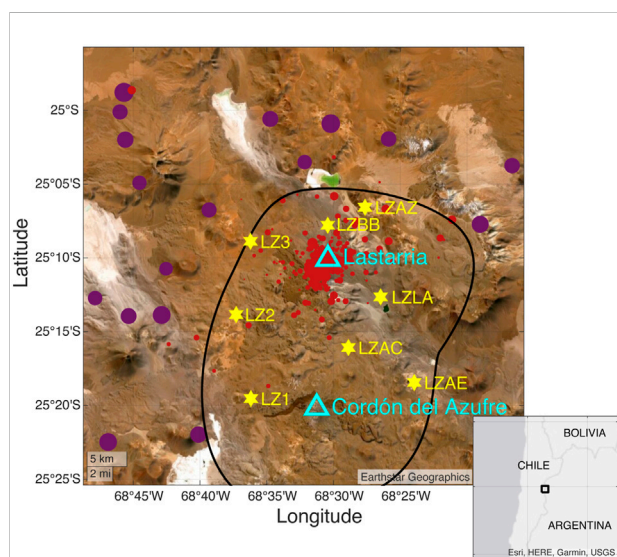 Latitude
25°S
25°05'S
25°10'S
25°15'S
25°20'S
25°25'S
LZAZ
LZBB
LZ3
Lastarria
LZLA
LZ2
LZAC
LZAE
LZ1
Cordón del Azufre
5 km
2 mi
Earthstar Geographics
68°45'W 68°40'W 68°35'W 68°30'W 68°25'W
Longitude
BOLIVIA
CHILE
ARGENTINA
Esri, HERE, Garmin, USGS